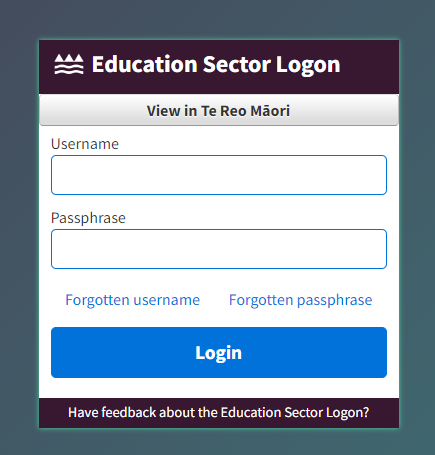 Education Sector Logon
View in Te Reo Māori
Username
Passphrase
Forgotten username Forgotten passphrase
Login
Have feedback about the Education Sector Logon?